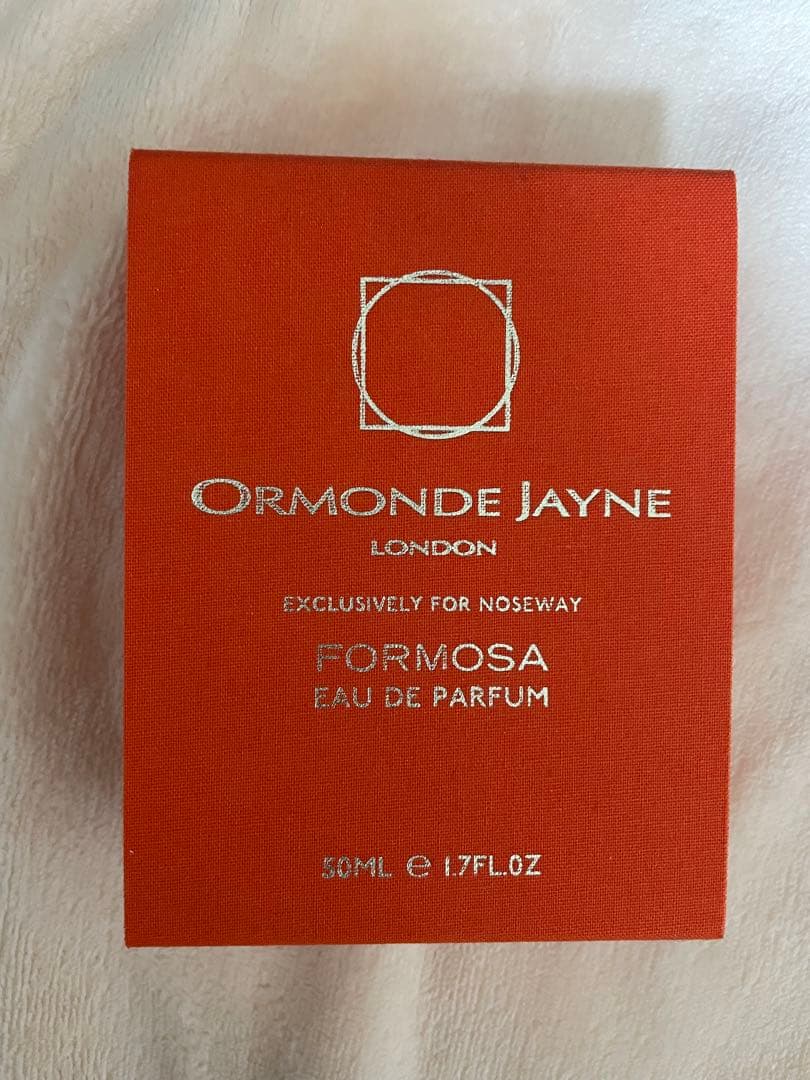 ORMONDE JAYNE
LONDON
EXCLUSIVELY FOR NOSEWAY
FORMOSA
EAU DE PARFUM
50ML ℮ 1.7FL.OZ